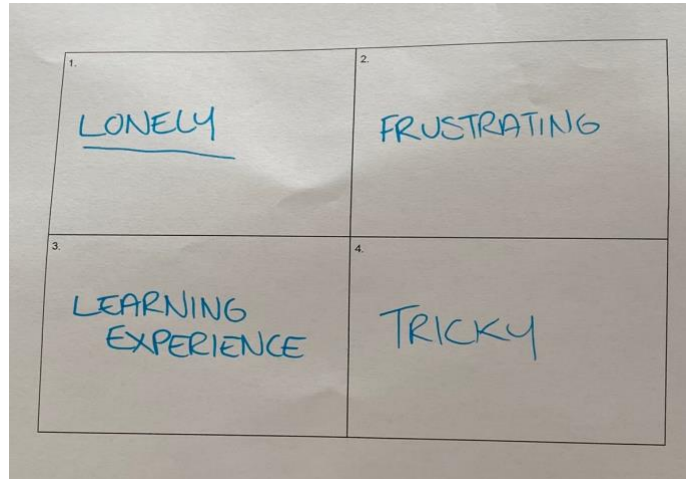 1.
LONELY
2.
FRUSTRATING
3.
LEARNING
EXPERIENCE
4.
TRICKY